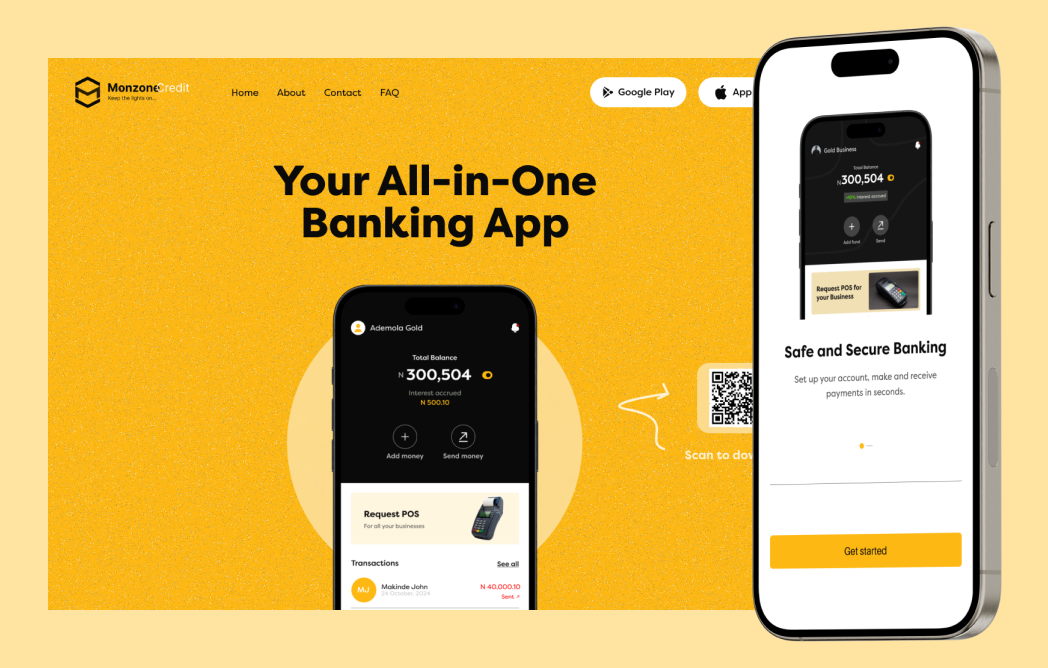 MonzoneCredit
Keep the lights on...
Home About Contact FAQ
Google Play
App
Your All-in-One
Banking App
Ademola Gold
Total Balance
N 300,504
Interest accrued
N 500.10
Add money Send money
Request POS
For all your businesses
Transactions See all
MJ
Makinde John N 40,000.10
24 October, 2024 Sent ↗
Scan to dow
Gold Business
Total Balance
N300,504
Interest accrued
Add fund Send
Request POS for
your Business
Safe and Secure Banking
Set up your account, make and receive
payments in seconds.
Get started